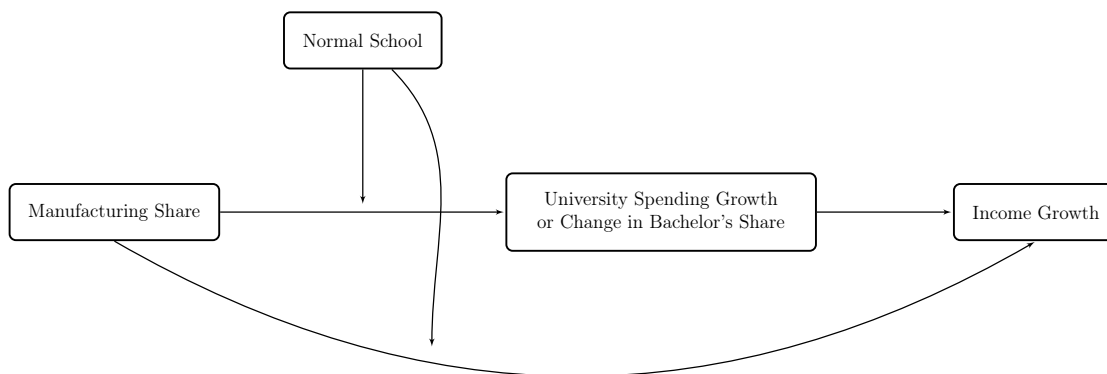 Normal School
Manufacturing Share
University Spending Growth
or Change in Bachelor's Share
Income Growth